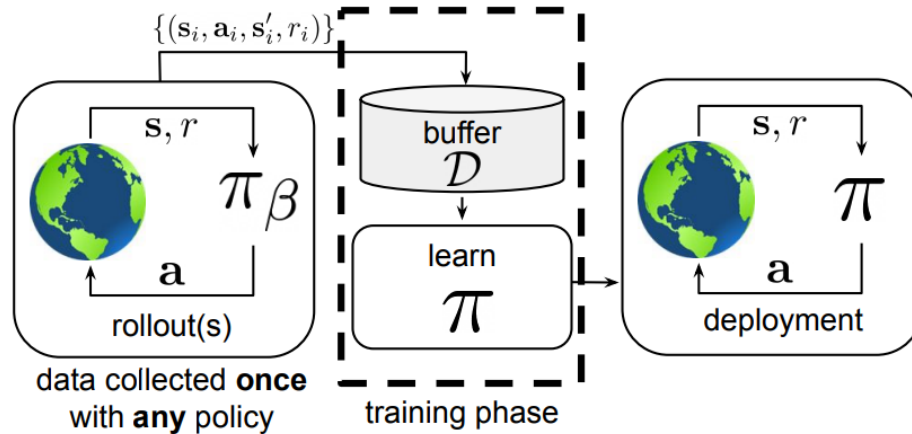 {(s_i, a_i, s'_i, r_i)}
s, r
π_β
a
rollout(s)
data collected once
with any policy
buffer
D
learn
π
training phase
s, r
π
a
deployment